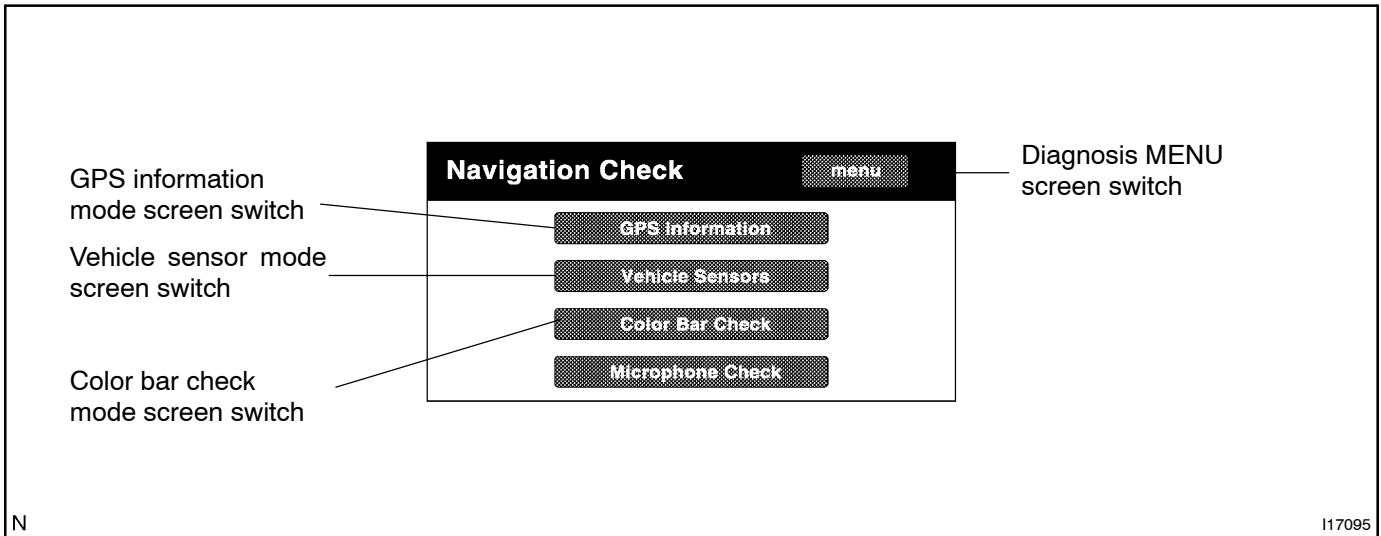 Navigation Check
menu
Diagnosis MENU
screen switch
GPS information
mode screen switch
GPS Information
Vehicle sensor mode
screen switch
Vehicle Sensors
Color Bar Check
Color bar check
mode screen switch
Microphone Check
N
I17095